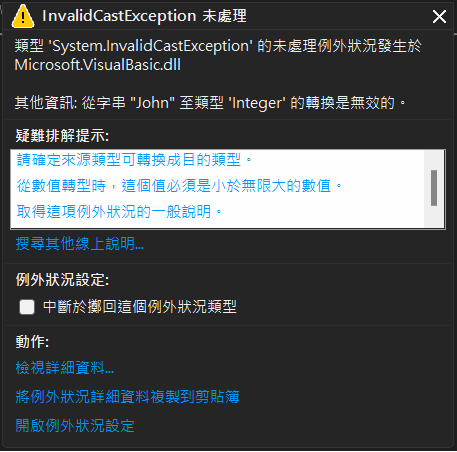 InvalidCastException 未處理
類型 'System.InvalidCastException' 的未處理例外狀況發生於
Microsoft.VisualBasic.dll
其他資訊: 從字串 "John" 至類型 'Integer' 的轉換是無效的。
疑難排解提示:
請確定來源類型可轉換成目的類型。
從數值轉型時，這個值必須是小於無限大的數值。
取得這項例外狀況的一般說明。
搜尋其他線上說明...
例外狀況設定:
中斷於擲回這個例外狀況類型
動作:
檢視詳細資料...
將例外狀況詳細資料複製到剪貼簿
開啟例外狀況設定